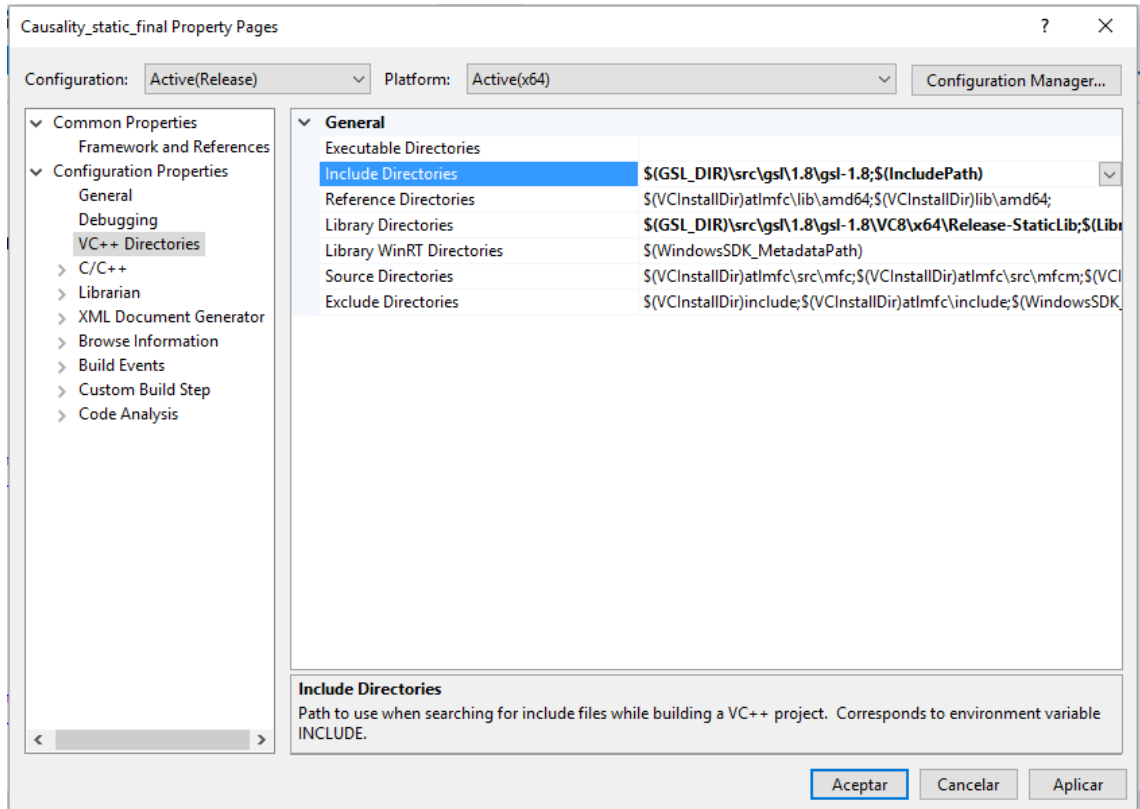 Causality_static_final Property Pages ? ×
Configuration: Active(Release) Platform: Active(x64) Configuration Manager...
Common Properties
Framework and References
Configuration Properties
General
Debugging
VC++ Directories
C/C++
Librarian
XML Document Generator
Browse Information
Build Events
Custom Build Step
Code Analysis
General
Executable Directories
Include Directories $(GSL_DIR)\src\gsl\1.8\gsl-1.8;$(IncludePath)
Reference Directories $(VCInstallDir)atlmfc\lib\amd64;$(VCInstallDir)lib\amd64;
Library Directories $(GSL_DIR)\src\gsl\1.8\gsl-1.8\VC8\x64\Release-StaticLib;$(Libr
Library WinRT Directories $(WindowsSDK_MetadataPath)
Source Directories $(VCInstallDir)atlmfc\src\mfc;$(VCInstallDir)atlmfc\src\mfcm;$(VCI
Exclude Directories $(VCInstallDir)include;$(VCInstallDir)atlmfc\include;$(WindowsSDK_
Include Directories
Path to use when searching for include files while building a VC++ project. Corresponds to environment variable
INCLUDE.
Aceptar Cancelar Aplicar